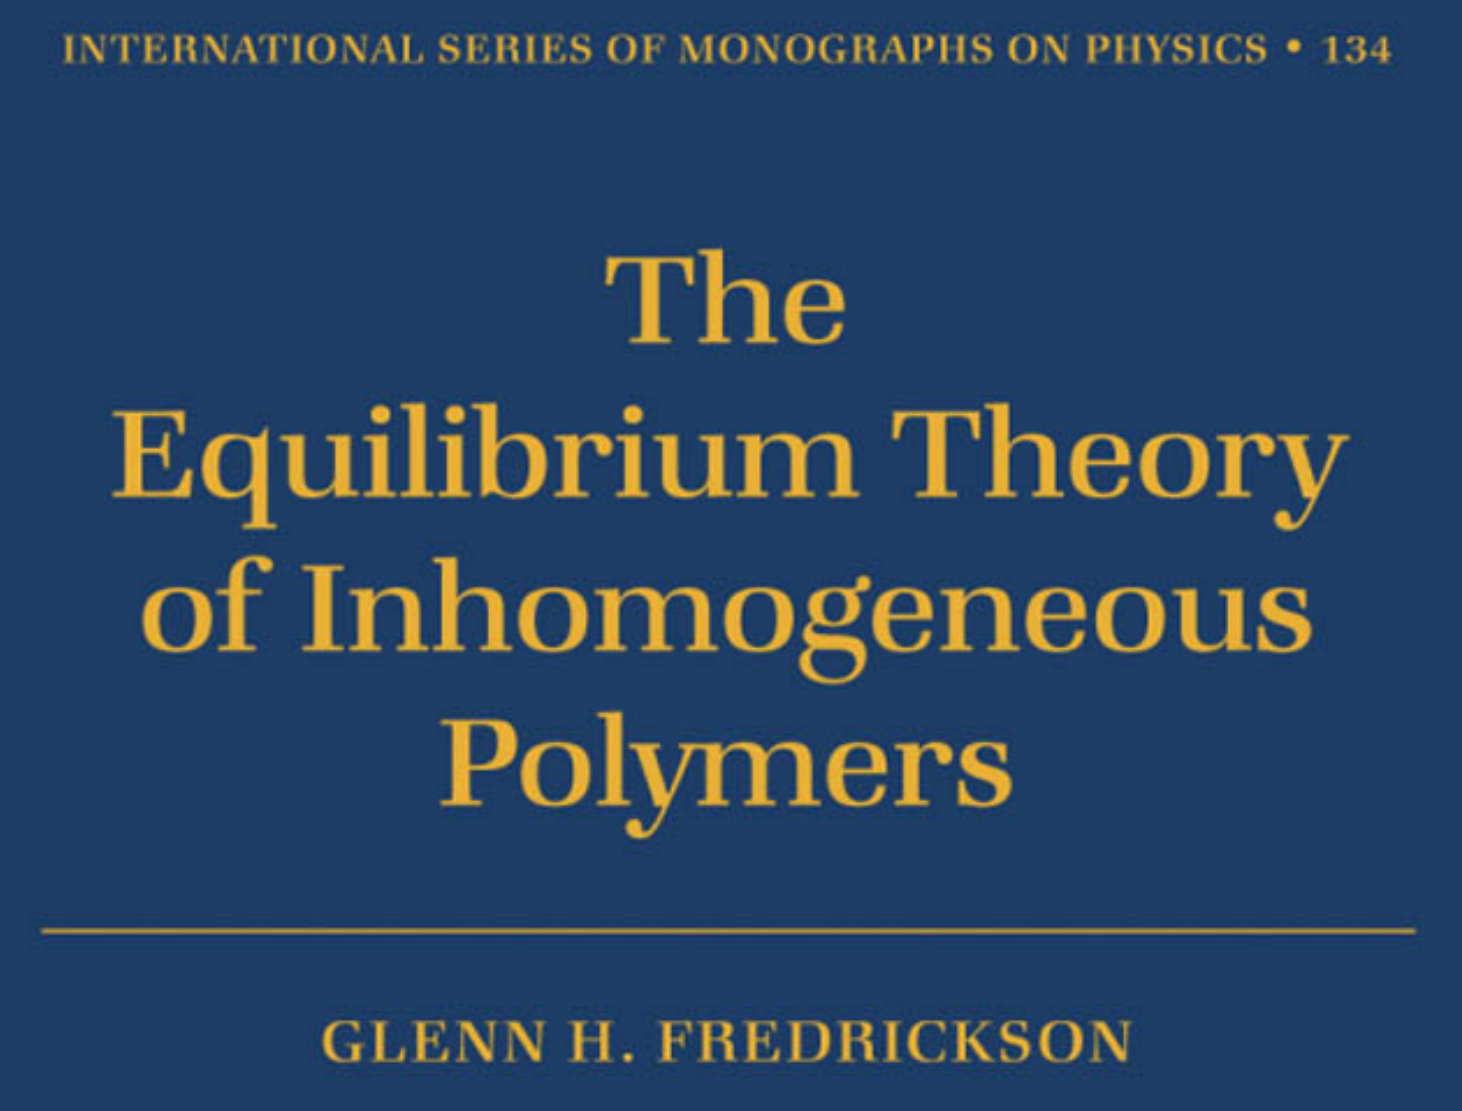 INTERNATIONAL SERIES OF MONOGRAPHS ON PHYSICS • 134
The
Equilibrium Theory
of Inhomogeneous
Polymers
GLENN H. FREDRICKSON